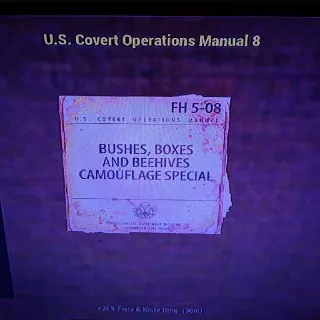 U.S. Covert Operations Manual 8
FH 5-08
U.S. COVERT OPERATIONS MANUAL
BUSHES, BOXES
AND BEEHIVES
CAMOUFLAGE SPECIAL
+25% Fists & Knife Dmg. (30m)